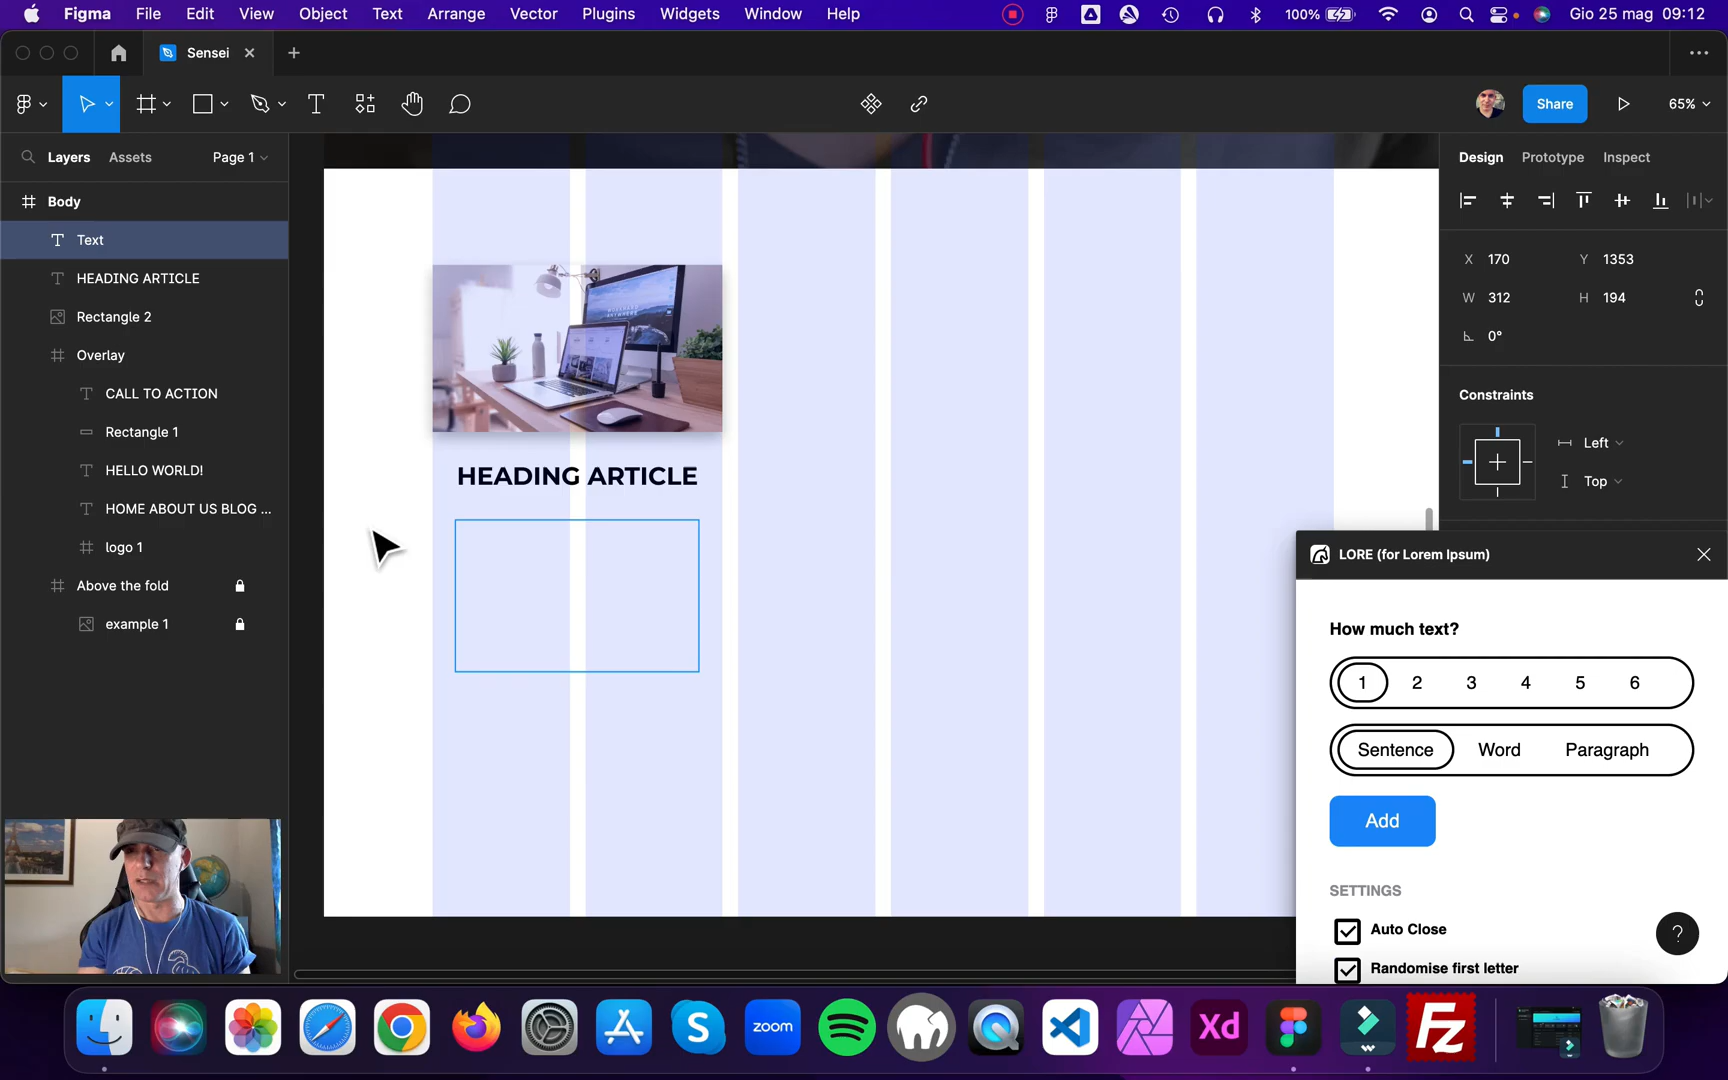 Figma File Edit View Object Text Arrange Vector Plugins Widgets Window Help 100% Gio 25 mag 09:12
Sensei
Share 65%
Layers Assets Page 1
Body
Text
HEADING ARTICLE
Rectangle 2
Overlay
CALL TO ACTION
Rectangle 1
HELLO WORLD!
HOME ABOUT US BLOG ...
logo 1
Above the fold
example 1
HEADING ARTICLE
Design Prototype Inspect
X 170 Y 1353
W 312 H 194
0°
Constraints
Left
Top
LORE (for Lorem Ipsum)
How much text?
1 2 3 4 5 6
Sentence Word Paragraph
Add
SETTINGS
Auto Close
?
Randomise first letter
S zoom Xd Fz